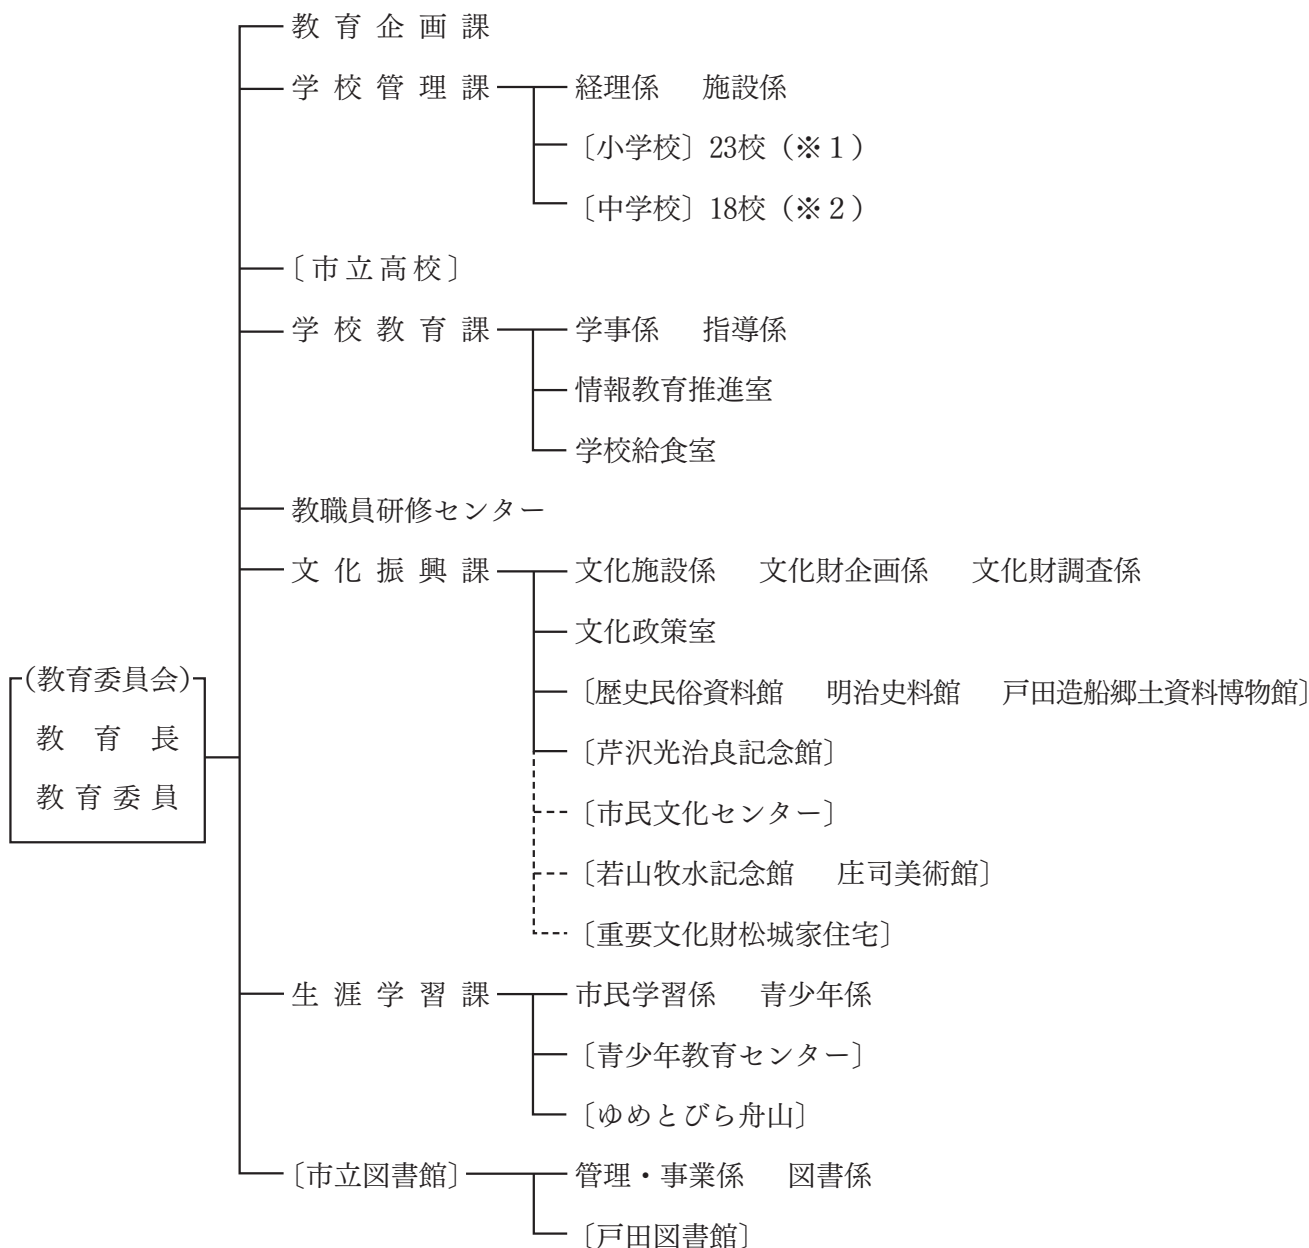 教育企画課
学校管理課 経理係 施設係
〔小学校〕23校（※１）
〔中学校〕18校（※２）
〔市立高校〕
学校教育課 学事係 指導係
情報教育推進室
学校給食室
教職員研修センター
文化振興課 文化施設係 文化財企画係 文化財調査係
文化政策室
〔歴史民俗資料館 明治史料館 戸田造船郷土資料博物館〕
〔芹沢光治良記念館〕
〔市民文化センター〕
〔若山牧水記念館 庄司美術館〕
〔重要文化財松城家住宅〕
(教育委員会)
教育長
教育委員
生涯学習課 市民学習係 青少年係
〔青少年教育センター〕
〔ゆめとびら舟山〕
〔市立図書館〕 管理・事業係 図書係
〔戸田図書館〕